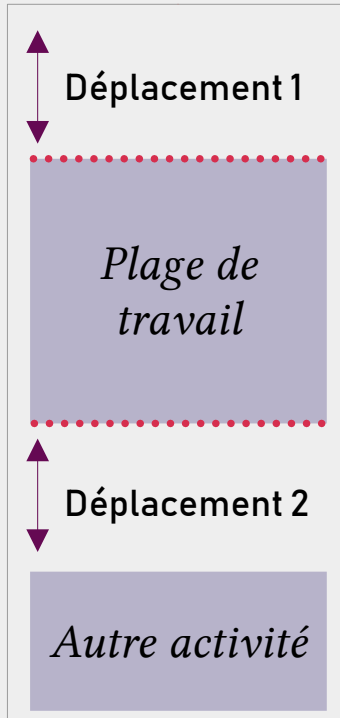 Déplacement 1
Plage de
travail
Déplacement 2
Autre activité